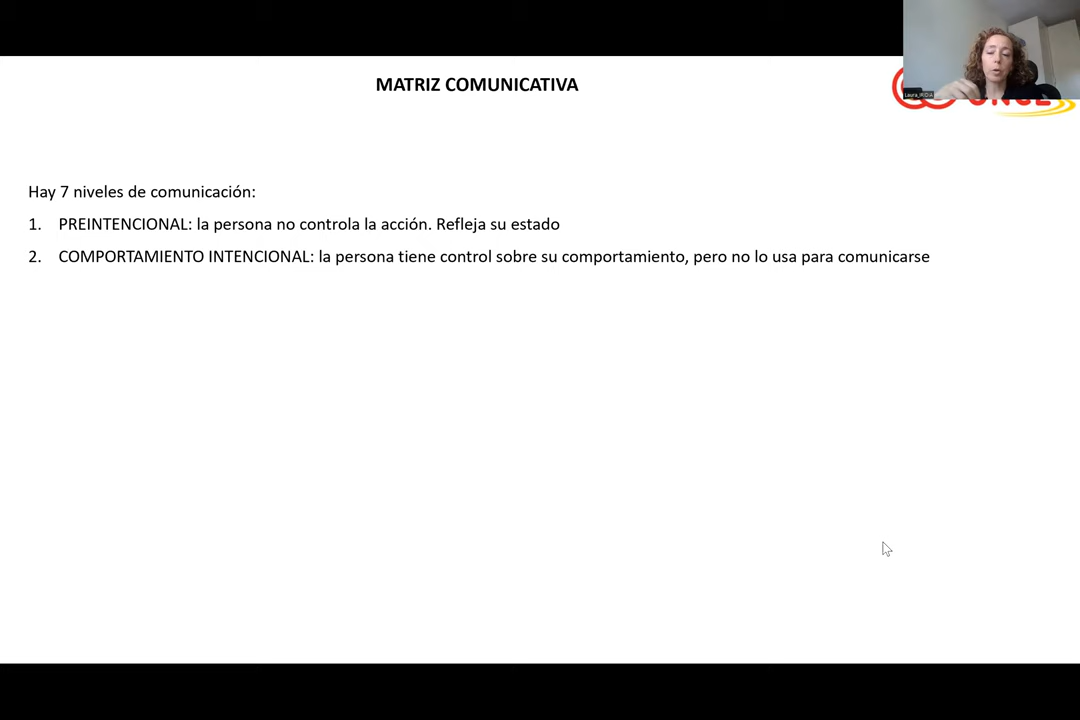 MATRIZ COMUNICATIVA
Hay 7 niveles de comunicación:
1. PREINTENCIONAL: la persona no controla la acción. Refleja su estado
2. COMPORTAMIENTO INTENCIONAL: la persona tiene control sobre su comportamiento, pero no lo usa para comunicarse